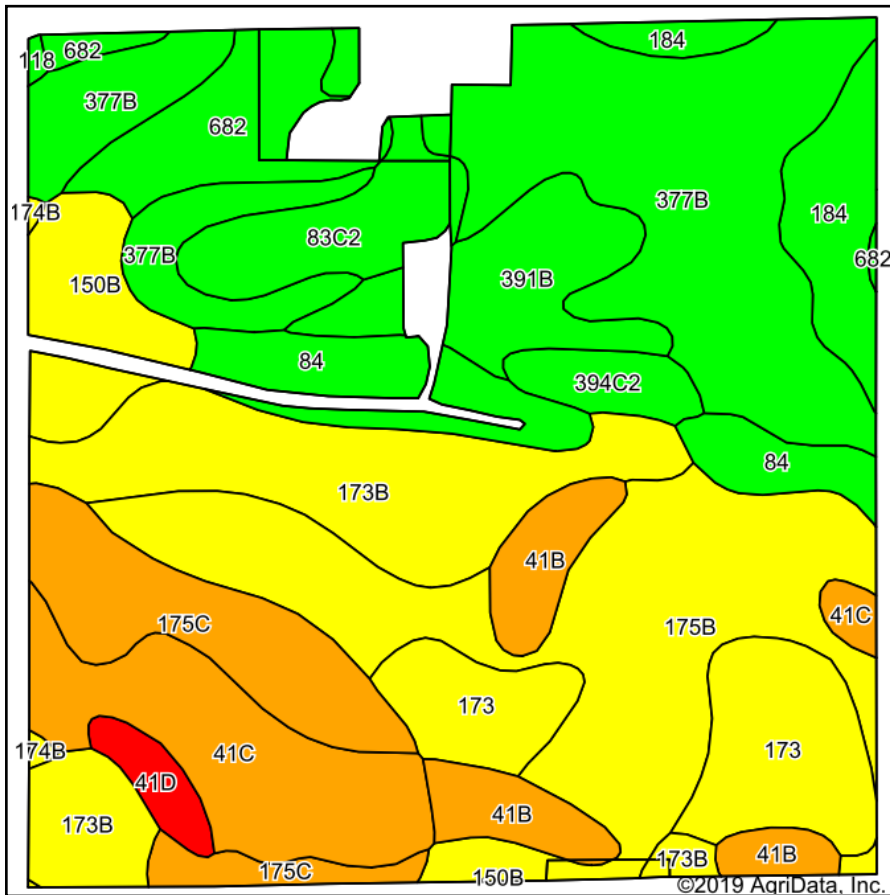 184
682
118
377B
682
377B
184
174B
83C2
377B
682
391B
150B
84
394C2
84
173B
41B
41C
175C
175B
173
174B
41C
173
41D
173B
41B
41B
173B
175C
150B
©2019 AgriData, Inc.